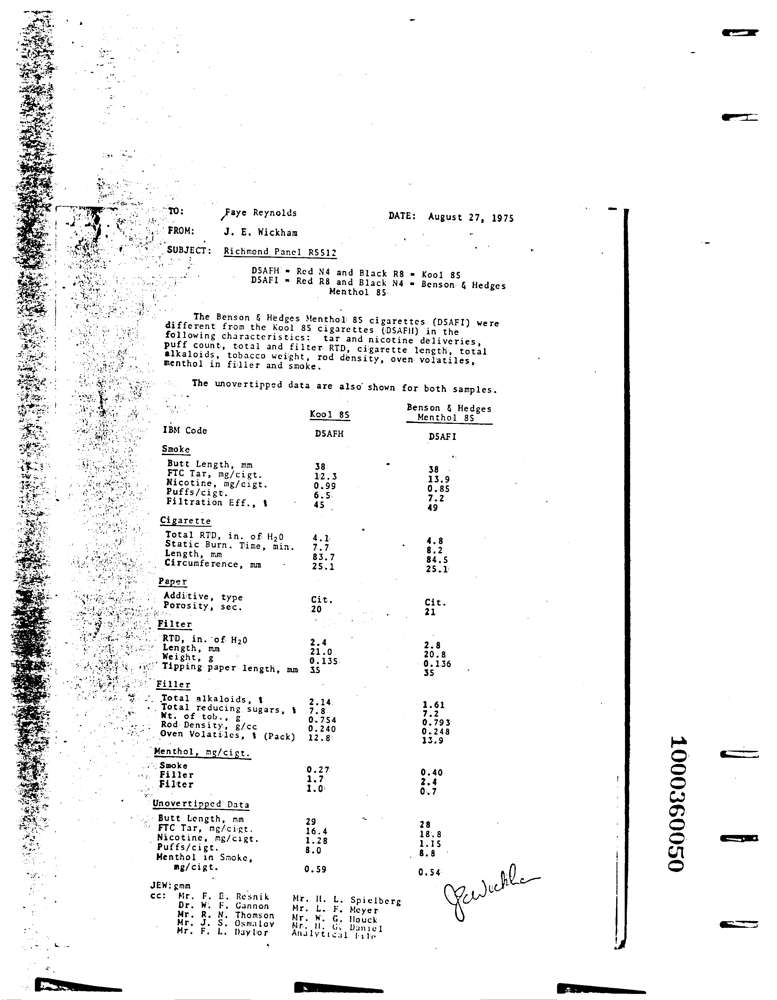 TO: Faye Reynolds DATE: August 27, 1975
FROM: J. E. Wickham
SUBJECT: Richmond Panel R5512
DSAFH = Red N4 and Black R8 = Kool 85
DSAFI = Red R8 and Black N4 = Benson & Hedges
Menthol 85
The Benson & Hedges Menthol 85 cigarettes (DSAFI) were
different from the Kool 85 cigarettes (DSAFH) in the
following characteristics: tar and nicotine deliveries,
puff count, total and filter RTD, cigarette length, total
alkaloids, tobacco weight, rod density, oven volatiles,
menthol in filler and smoke.
The unovertipped data are also shown for both samples.
Kool 85 Benson & Hedges
Menthol 85
IBM Code DSAFH DSAFI
Smoke
Butt Length, mm 38 38
FTC Tar, mg/cigt. 12.3 13.9
Nicotine, mg/cigt. 0.99 0.85
Puffs/cigt. 6.5 7.2
Filtration Eff., % 45 49
Cigarette
Total RTD, in. of H2O 4.1 4.8
Static Burn. Time, min. 7.7 8.2
Length, mm 83.7 84.5
Circumference, mm 25.1 25.1
Paper
Additive, type Cit. Cit.
Porosity, sec. 20 21
Filter
RTD, in. of H2O 2.4 2.8
Length, mm 21.0 20.8
Weight, g 0.135 0.136
Tipping paper length, mm 35 35
Filler
Total alkaloids, % 2.14 1.61
Total reducing sugars, % 7.8 7.2
Wt. of tob., g 0.754 0.793
Rod Density, g/cc 0.240 0.248
Oven Volatiles, % (Pack) 12.8 13.9
Menthol, mg/cigt.
Smoke 0.27 0.40
Filler 1.7 2.4
Filter 1.0 0.7
Unovertipped Data
Butt Length, mm 29 28
FTC Tar, mg/cigt. 16.4 18.8
Nicotine, mg/cigt. 1.28 1.15
Puffs/cigt. 8.0 8.8
Menthol in Smoke,
mg/cigt. 0.59 0.54
JEWickham
JEW:gmm
cc: Mr. F. E. Resnik Mr. H. L. Spielberg
Dr. W. F. Gannon Mr. L. F. Meyer
Mr. R. N. Thomson Mr. W. G. Houck
Mr. J. S. Osmalov Mr. H. G. Daniel
Mr. F. L. Daylor Analytical File
1000360050